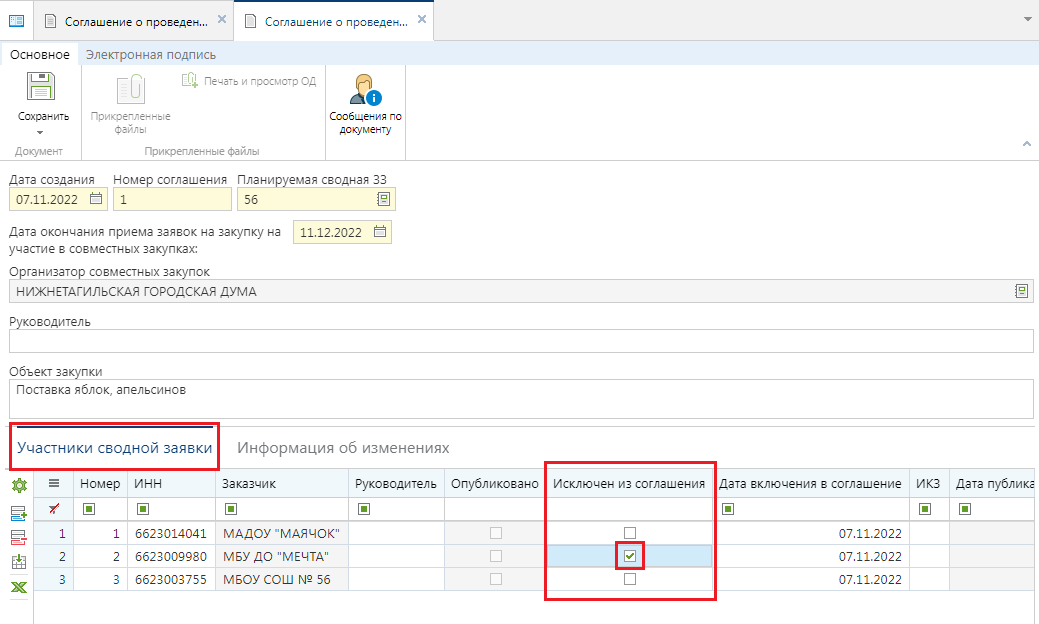 Соглашение о проведен...
Соглашение о проведен...
Основное
Электронная подпись
Сохранить
Документ
Прикрепленные
файлы
Печать и просмотр ОД
Прикрепленные файлы
Сообщения по
документу
Дата создания
Номер соглашения
Планируемая сводная ЗЗ
07.11.2022
1
56
Дата окончания приема заявок на закупку на
участие в совместных закупках:
11.12.2022
Организатор совместных закупок
НИЖНЕТАГИЛЬСКАЯ ГОРОДСКАЯ ДУМА
Руководитель
Объект закупки
Поставка яблок, апельсинов
Участники сводной заявки
Информация об изменениях
Номер ИНН Заказчик Руководитель Опубликовано Исключен из соглашения Дата включения в соглашение ИКЗ Дата публика
1 1 6623014041 МАДОУ "МАЯЧОК" 07.11.2022
2 2 6623009980 МБУ ДО "МЕЧТА" 07.11.2022
3 3 6623003755 МБОУ СОШ № 56 07.11.2022